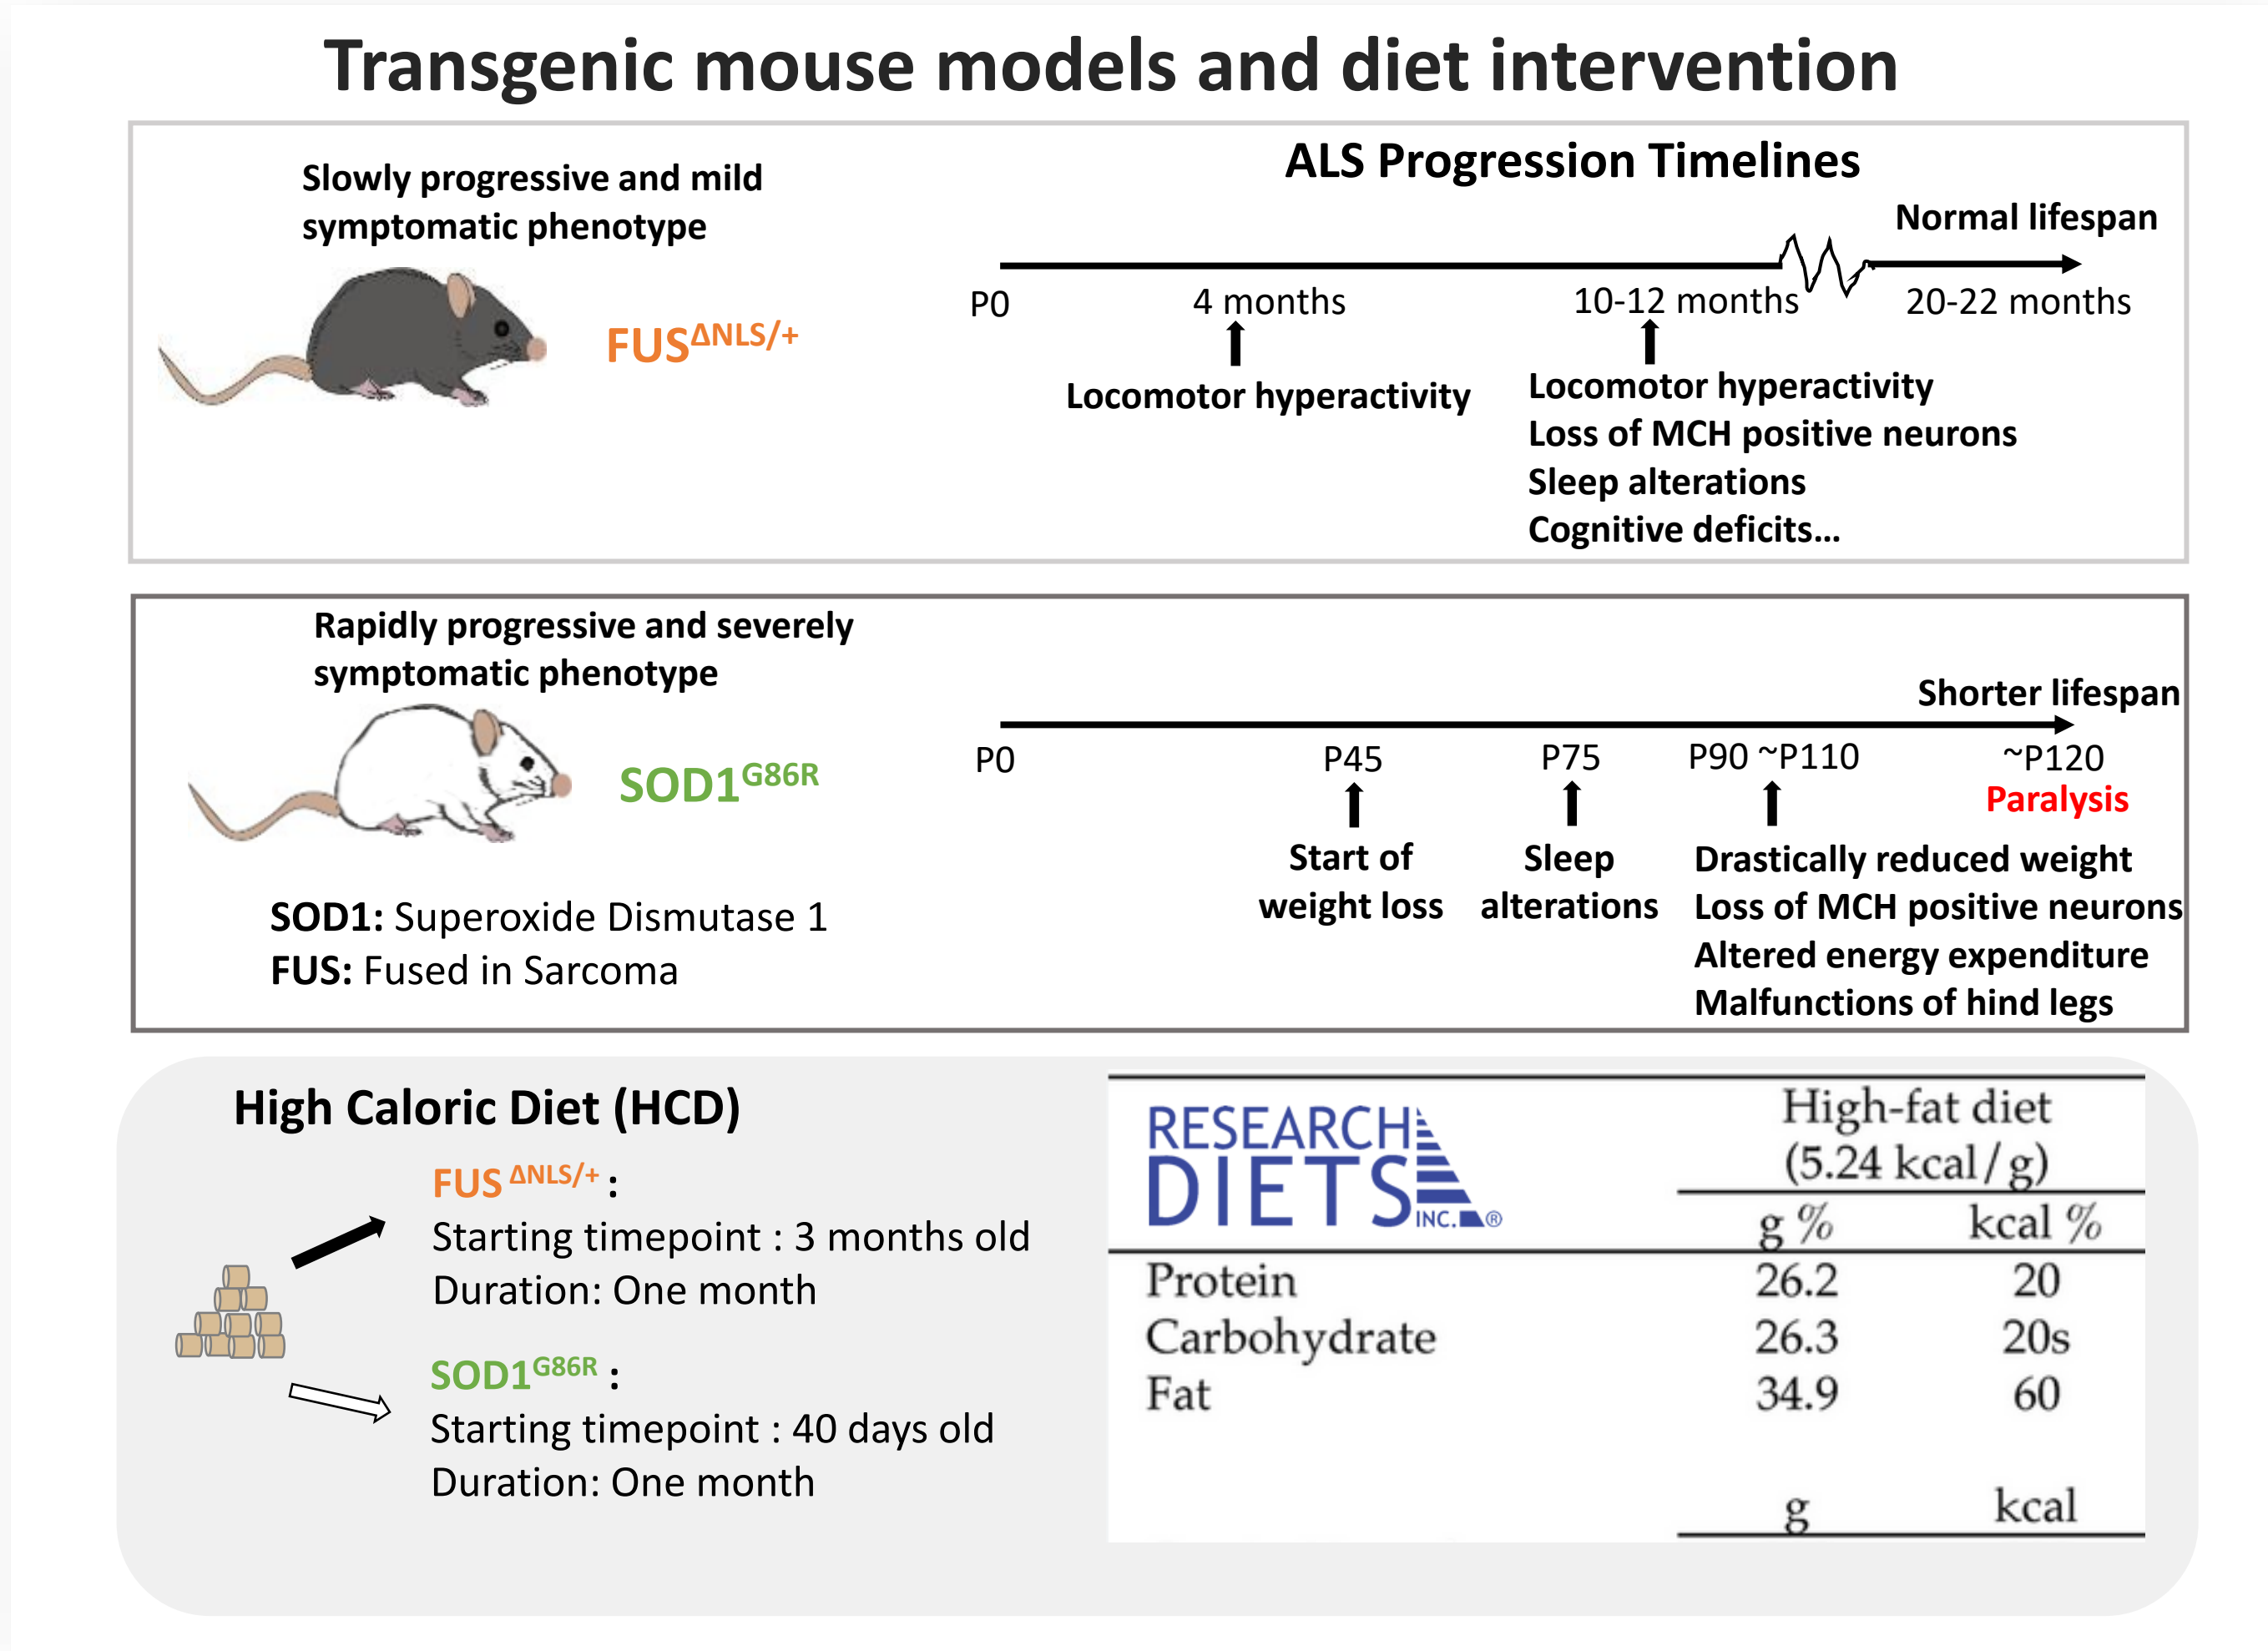 Transgenic mouse models and diet intervention
Slowly progressive and mild
symptomatic phenotype
FUSΔNLS/+
ALS Progression Timelines
Normal lifespan
P0
4 months
10-12 months
20-22 months
Locomotor hyperactivity
Locomotor hyperactivity
Loss of MCH positive neurons
Sleep alterations
Cognitive deficits...
Rapidly progressive and severely
symptomatic phenotype
SOD1G86R
SOD1: Superoxide Dismutase 1
FUS: Fused in Sarcoma
Shorter lifespan
P0
P45
P75
P90 ~P110
~P120
Paralysis
Start of
weight loss
Sleep
alterations
Drastically reduced weight
Loss of MCH positive neurons
Altered energy expenditure
Malfunctions of hind legs
High Caloric Diet (HCD)
FUS ΔNLS/+ :
Starting timepoint : 3 months old
Duration: One month
SOD1G86R :
Starting timepoint : 40 days old
Duration: One month
RESEARCH
DIETS INC.®
High-fat diet
(5.24 kcal/g)
g % kcal %
Protein 26.2 20
Carbohydrate 26.3 20s
Fat 34.9 60
g kcal